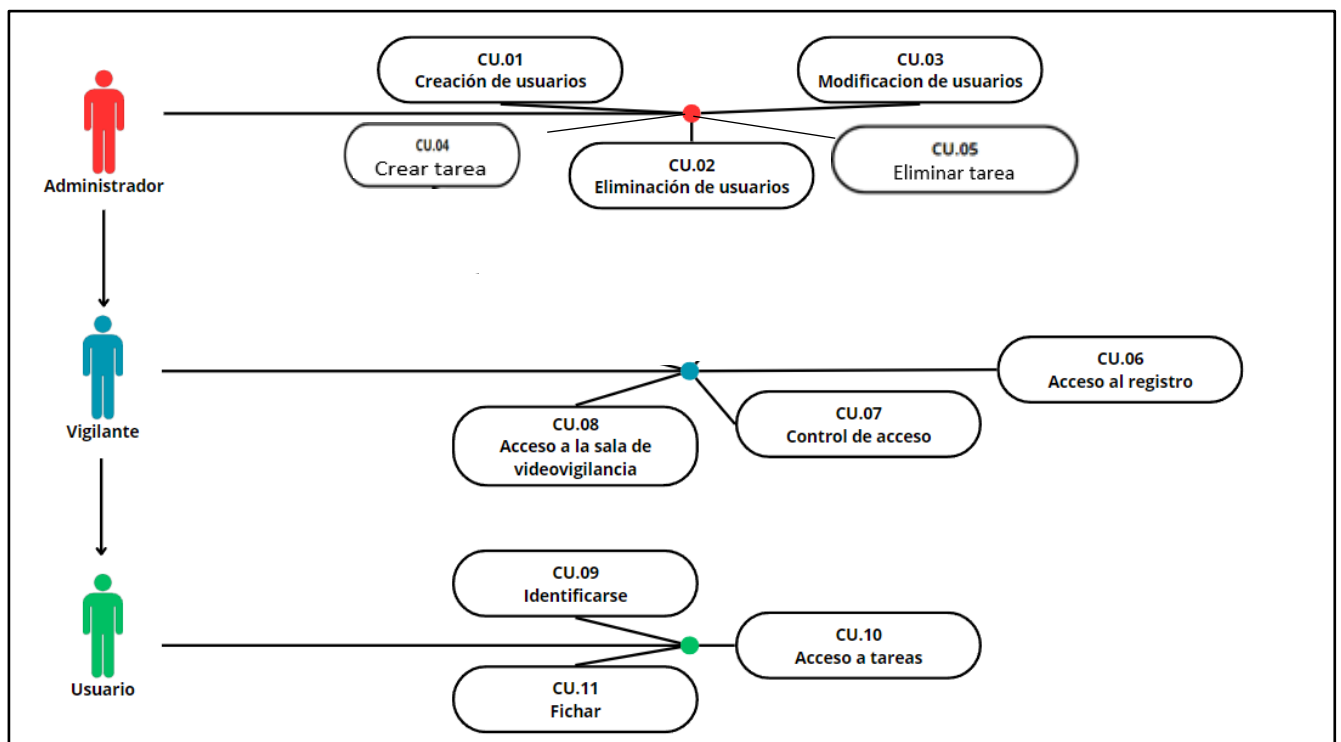 CU.01
Creación de usuarios
CU.03
Modificacion de usuarios
CU.04
Crear tarea
CU.02
Eliminación de usuarios
CU.05
Eliminar tarea
Administrador
CU.06
Acceso al registro
Vigilante
CU.08
Acceso a la sala de
videovigilancia
CU.07
Control de acceso
CU.09
Identificarse
CU.10
Acceso a tareas
Usuario
CU.11
Fichar